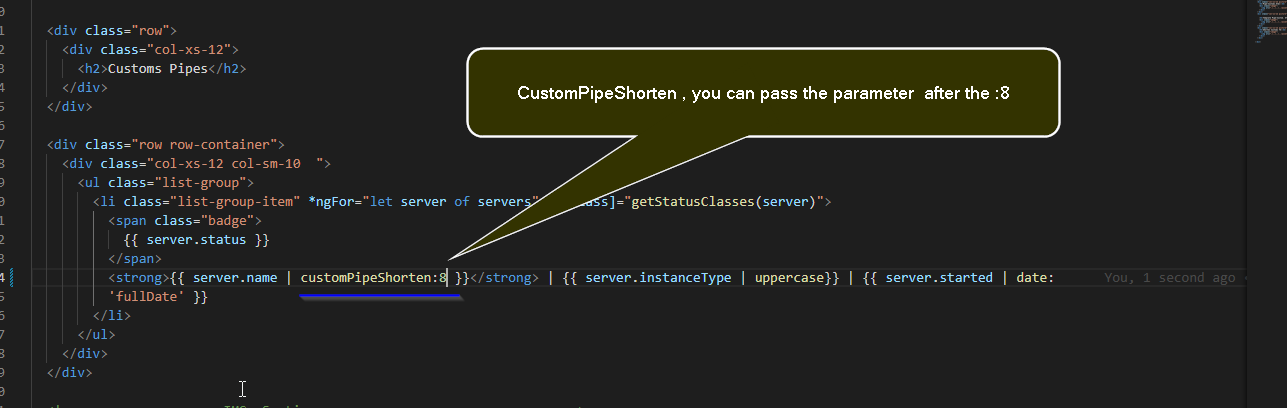 <div class="row">
<div class="col-xs-12">
<h2>Customs Pipes</h2>
</div>
</div>
CustomPipeShorten , you can pass the parameter  after the :8
<div class="row row-container">
<div class="col-xs-12 col-sm-10  ">
<ul class="list-group">
<li class="list-group-item" *ngFor="let server of servers" ]="getStatusClasses(server)">
<span class="badge">
{{ server.status }}
</span>
<strong>{{ server.name | customPipeShorten:8 }}</strong> | {{ server.instanceType | uppercase}} | {{ server.started | date: You, 1 second ago
'fullDate' }}
</li>
</ul>
</div>
</div>